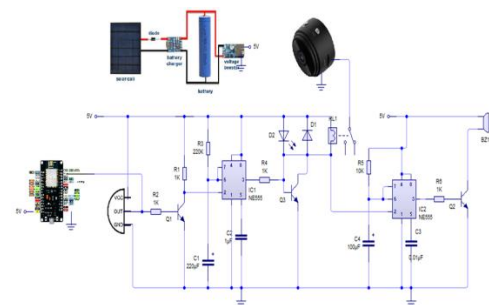 diode
5V
battery charger
voltage booster
battery
5V
RL1
5V
D2
D1
BZ1
R3
220K
R1
1K
R4
1K
R5
10K
VCC
OUT
GND
R2
1K
Q1
IC1
NE555
Q3
IC2
NE555
R6
1K
Q2
5V
C1
220µF
C2
1µF
C4
100µF
C3
0.01µF